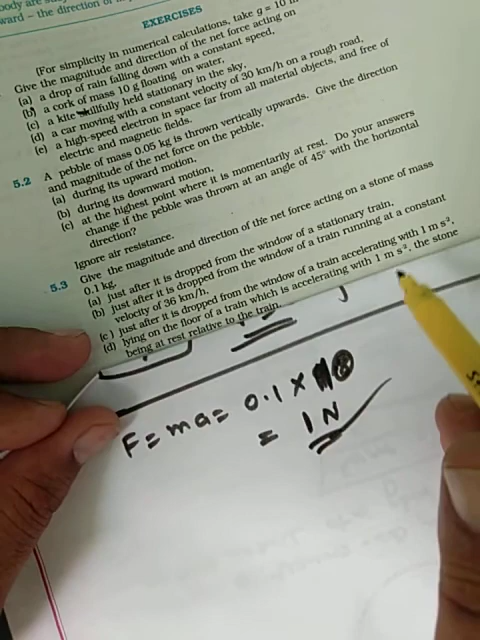 body are
ward – the direction of
EXERCISES
(For simplicity in numerical calculations, take g = 10 m
Give the magnitude and direction of the net force acting on
(a) a drop of rain falling down with a constant speed,
(b) a cork of mass 10 g floating on water,
(c) a kite skillfully held stationary in the sky,
(d) a car moving with a constant velocity of 30 km/h on a rough road,
(e) a high-speed electron in space far from all material objects, and free of
electric and magnetic fields.
5.2 A pebble of mass 0.05 kg is thrown vertically upwards. Give the direction
and magnitude of the net force on the pebble,
(a) during its upward motion,
(b) during its downward motion,
(c) at the highest point where it is momentarily at rest. Do your answers
change if the pebble was thrown at an angle of 45° with the horizontal
direction?
Ignore air resistance.
5.3 Give the magnitude and direction of the net force acting on a stone of mass
0.1 kg,
(a) just after it is dropped from the window of a stationary train,
(b) just after it is dropped from the window of a train running at a constant
velocity of 36 km/h,
(c) just after it is dropped from the window of a train accelerating with 1 m s⁻²,
(d) lying on the floor of a train which is accelerating with 1 m s⁻², the stone
being at rest relative to the train.
F = ma = 0.1 × 10
= 1 N